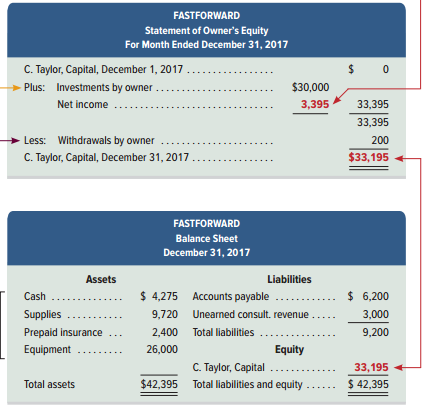 FASTFORWARD
Statement of Owner's Equity
For Month Ended December 31, 2017
C. Taylor, Capital, December 1, 2017 ................ $ 0
Plus: Investments by owner ...................... $30,000
Net income .............................. 3,395 33,395
33,395
Less: Withdrawals by owner ..................... 200
C. Taylor, Capital, December 31, 2017 ............... $33,195
FASTFORWARD
Balance Sheet
December 31, 2017
Assets Liabilities
Cash .............. $ 4,275 Accounts payable ............ $ 6,200
Supplies ........... 9,720 Unearned consult. revenue ..... 3,000
Prepaid insurance ... 2,400 Total liabilities .............. 9,200
Equipment ......... 26,000 Equity
C. Taylor, Capital ............. 33,195
Total assets $42,395 Total liabilities and equity ...... $ 42,395